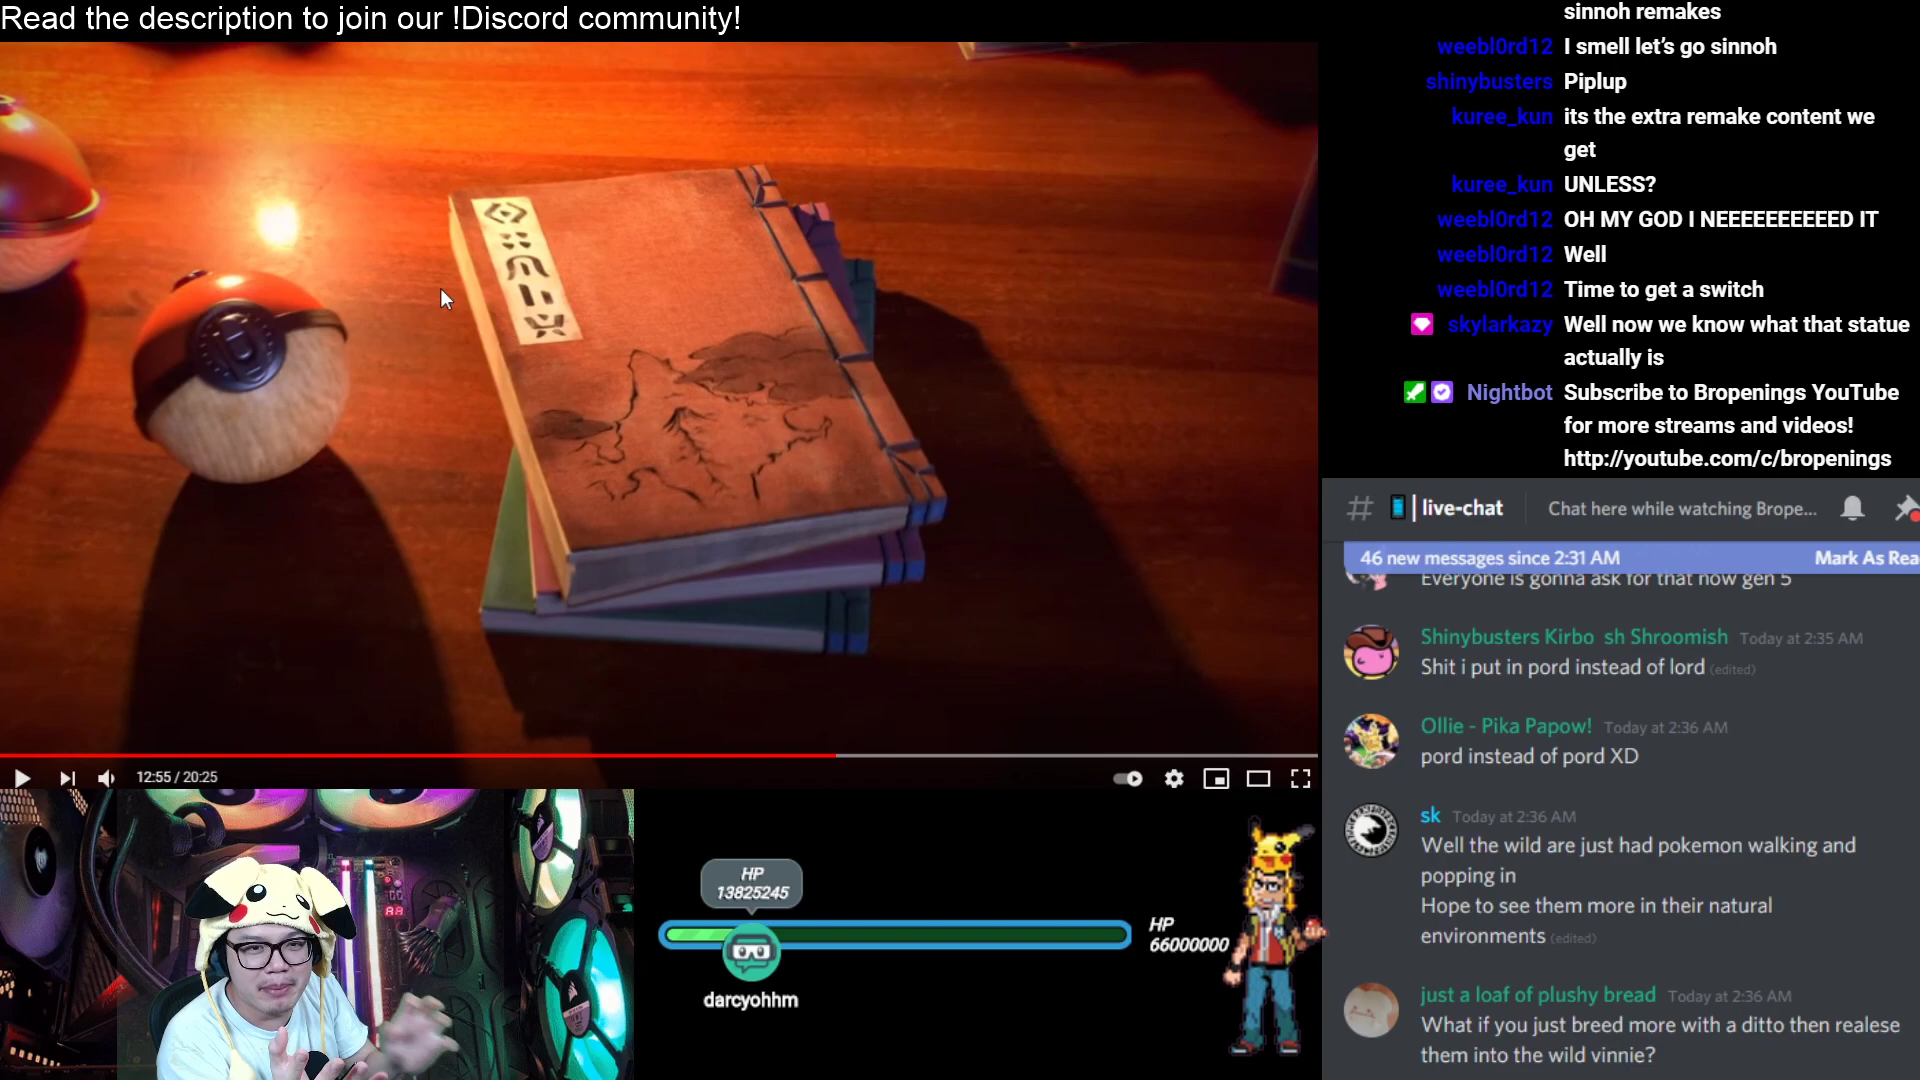 Read the description to join our !Discord community!
12:55 / 20:25
HP
13825245
darcyohhm
HP
66000000
sinnoh remakes
weebl0rd12 I smell let's go sinnoh
shinybusters Piplup
kuree_kun its the extra remake content we
get
kuree_kun UNLESS?
weebl0rd12 OH MY GOD I NEEEEEEEEEED IT
weebl0rd12 Well
weebl0rd12 Time to get a switch
skylarkazy Well now we know what that statue
actually is
Nightbot Subscribe to Bropenings YouTube
for more streams and videos!
http://youtube.com/c/bropenings
# | live-chat Chat here while watching Brope...
46 new messages since 2:31 AM Mark As Rea
Everyone is gonna ask for that now gen 5
Shinybusters Kirbo sh Shroomish Today at 2:35 AM
Shit i put in pord instead of lord (edited)
Ollie - Pika Papow! Today at 2:36 AM
pord instead of pord XD
sk Today at 2:36 AM
Well the wild are just had pokemon walking and
popping in
Hope to see them more in their natural
environments (edited)
just a loaf of plushy bread Today at 2:36 AM
What if you just breed more with a ditto then realese
them into the wild vinnie?